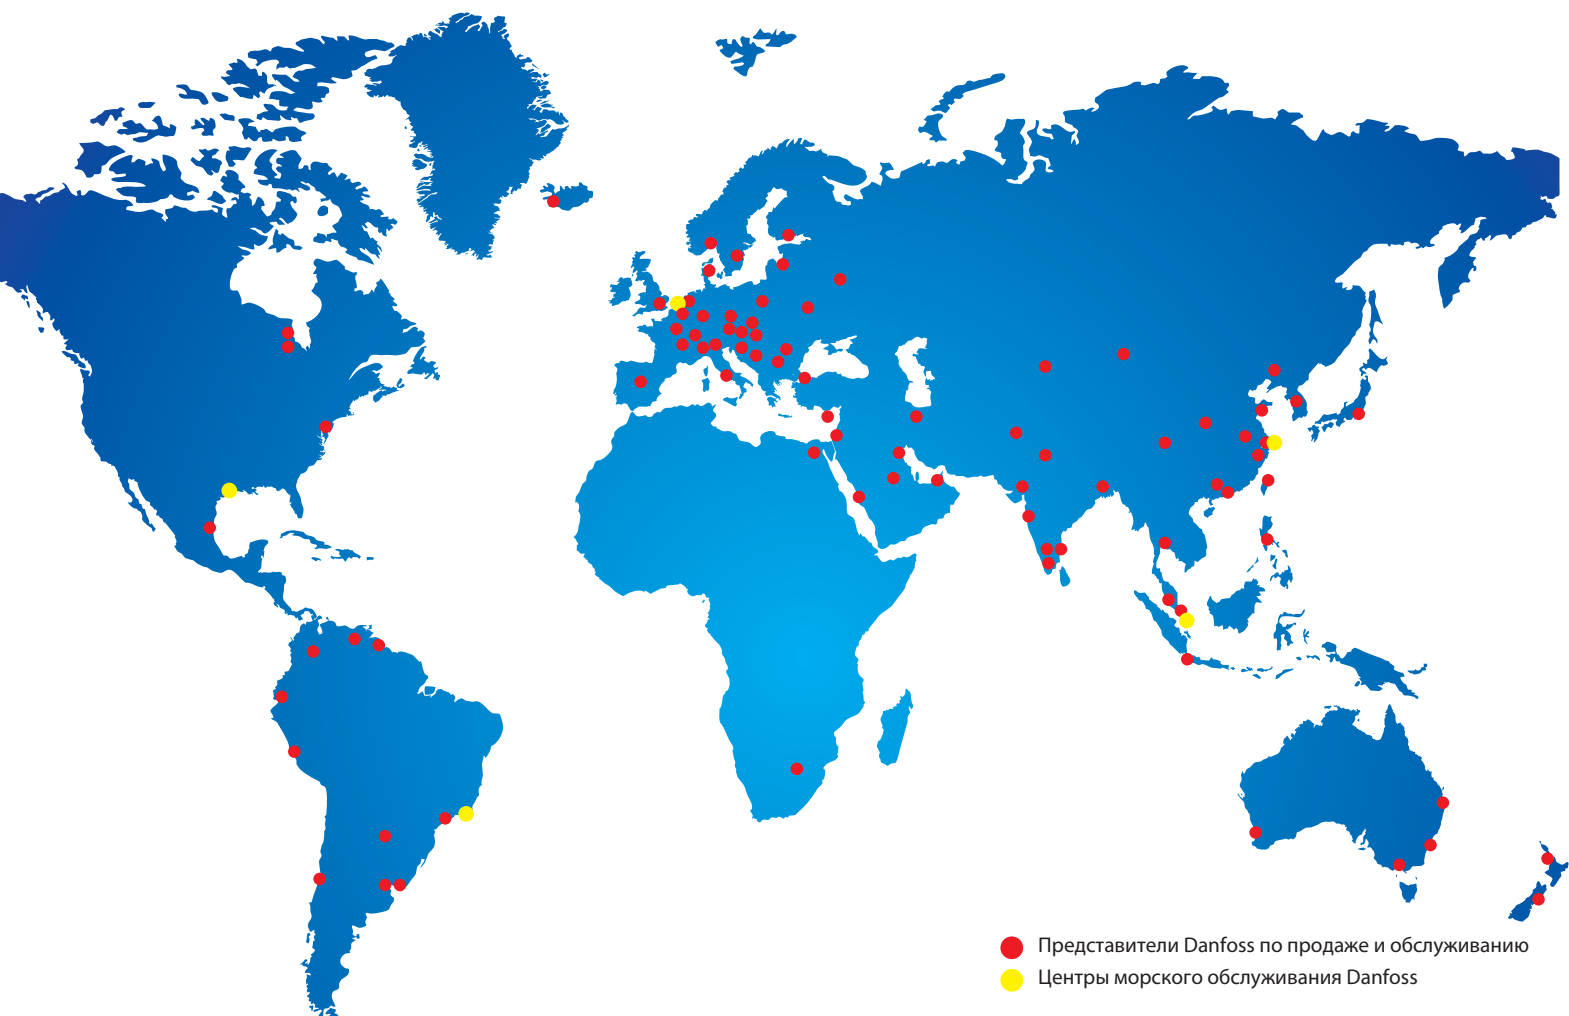 Представители Danfoss по продаже и обслуживанию
Центры морского обслуживания Danfoss